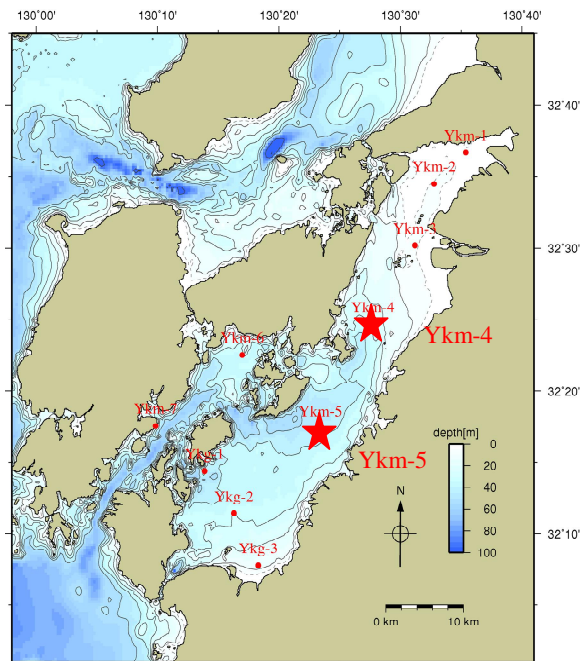 130°00' 130°10' 130°20' 130°30' 130°40'
32°40'
32°30'
32°20'
32°10'
Ykm-1
Ykm-2
Ykm-3
Ykm-4
Ykm-4
Ykm-6
Ykm-5
Ykm-7
Ykm-5
Ykg-1
Ykg-2
Ykg-3
depth[m]
0
20
40
60
80
100
N
0 km 10 km